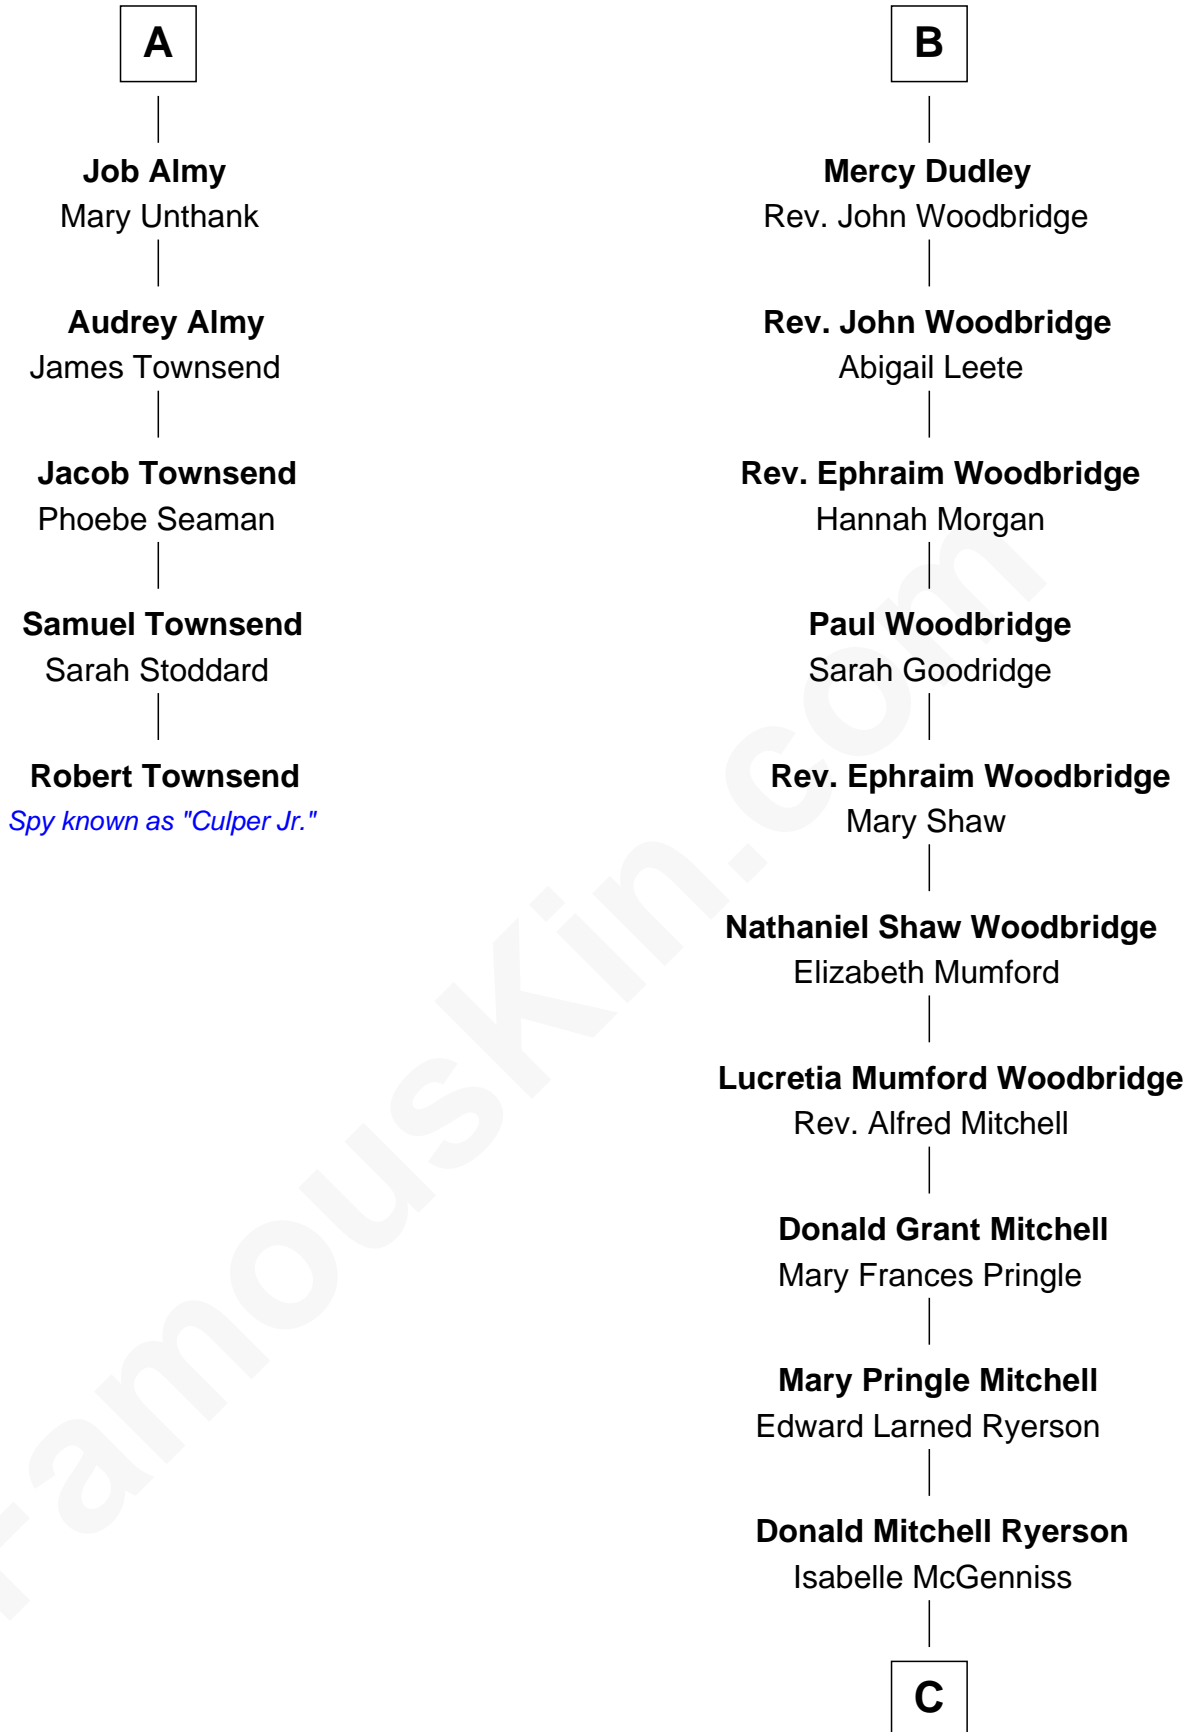 A
Job Almy
Mary Unthank
Audrey Almy
James Townsend
Jacob Townsend
Phoebe Seaman
Samuel Townsend
Sarah Stoddard
Robert Townsend
Spy known as "Culper Jr."
B
Mercy Dudley
Rev. John Woodbridge
Rev. John Woodbridge
Abigail Leete
Rev. Ephraim Woodbridge
Hannah Morgan
Paul Woodbridge
Sarah Goodridge
Rev. Ephraim Woodbridge
Mary Shaw
Nathaniel Shaw Woodbridge
Elizabeth Mumford
Lucretia Mumford Woodbridge
Rev. Alfred Mitchell
Donald Grant Mitchell
Mary Frances Pringle
Mary Pringle Mitchell
Edward Larned Ryerson
Donald Mitchell Ryerson
Isabelle McGenniss
C
FamousKin.com